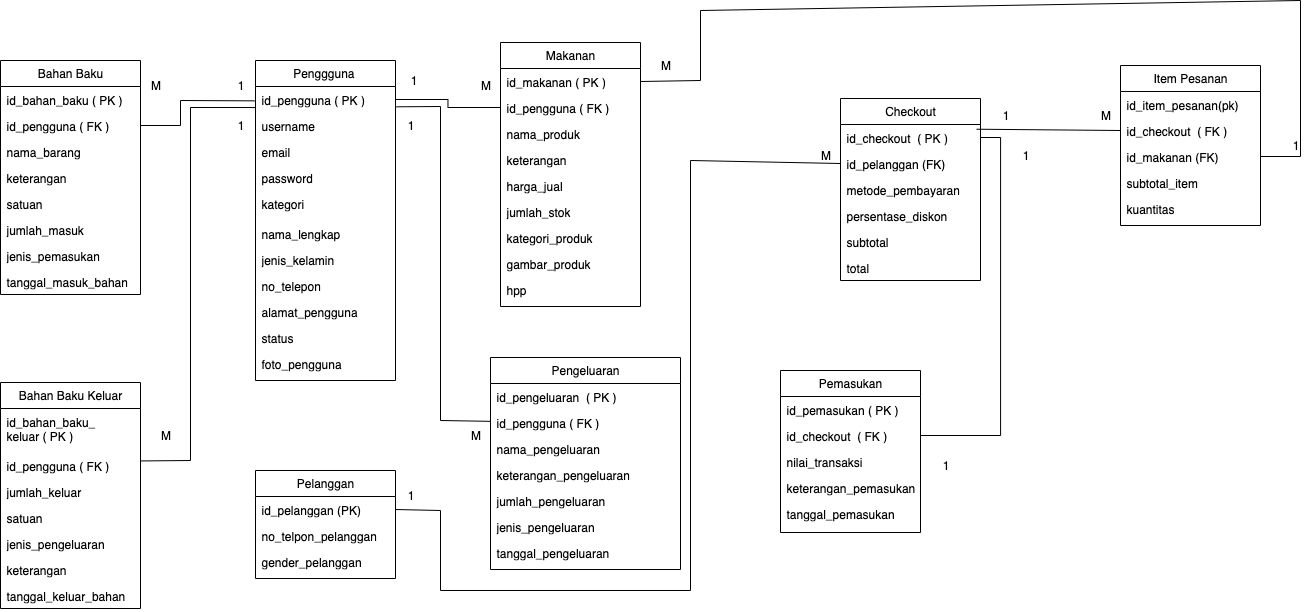 Bahan Baku
id_bahan_baku ( PK )
id_pengguna ( FK )
nama_barang
keterangan
satuan
jumlah_masuk
jenis_pemasukan
tanggal_masuk_bahan
M
1
1
Penggguna
id_pengguna ( PK )
username
email
password
kategori
nama_lengkap
jenis_kelamin
no_telepon
alamat_pengguna
status
foto_pengguna
1
1
M
Makanan
id_makanan ( PK )
id_pengguna ( FK )
nama_produk
keterangan
harga_jual
jumlah_stok
kategori_produk
gambar_produk
hpp
M
Checkout
id_checkout ( PK )
id_pelanggan (FK)
metode_pembayaran
persentase_diskon
subtotal
total
M
1
1
M
Item Pesanan
id_item_pesanan(pk)
id_checkout ( FK )
id_makanan (FK)
subtotal_item
kuantitas
1
Bahan Baku Keluar
id_bahan_baku_
keluar ( PK )
id_pengguna ( FK )
jumlah_keluar
satuan
jenis_pengeluaran
keterangan
tanggal_keluar_bahan
M
Pelanggan
id_pelanggan (PK)
no_telpon_pelanggan
gender_pelanggan
1
M
Pengeluaran
id_pengeluaran ( PK )
id_pengguna ( FK )
nama_pengeluaran
keterangan_pengeluaran
jumlah_pengeluaran
jenis_pengeluaran
tanggal_pengeluaran
Pemasukan
id_pemasukan ( PK )
id_checkout ( FK )
nilai_transaksi
keterangan_pemasukan
tanggal_pemasukan
1